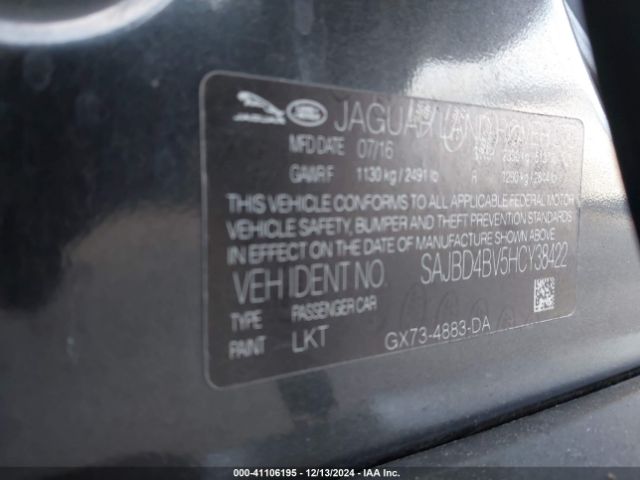 JAGUAR LAND ROVER
MFD DATE 07/16
GAWR F 1130 kg / 2491 lb R 1290 kg
THIS VEHICLE CONFORMS TO ALL APPLICABLE FEDERAL MOTOR
VEHICLE SAFETY, BUMPER AND THEFT PREVENTION STANDARDS
IN EFFECT ON THE DATE OF MANUFACTURE SHOWN ABOVE
VEH IDENT NO. SAJBD4BV5HCY38422
TYPE PASSENGER CAR
PAINT LKT GX73-4883-DA
000-41106195 - 12/13/2024 - IAA Inc.